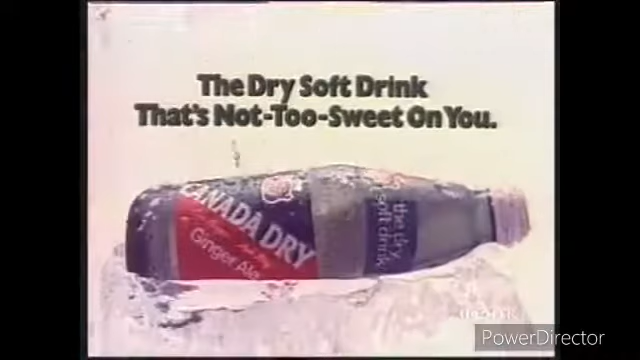 The Dry Soft Drink
That's Not-Too-Sweet On You.
CANADA DRY
Ginger Ale
the dry
soft drink
PowerDirector